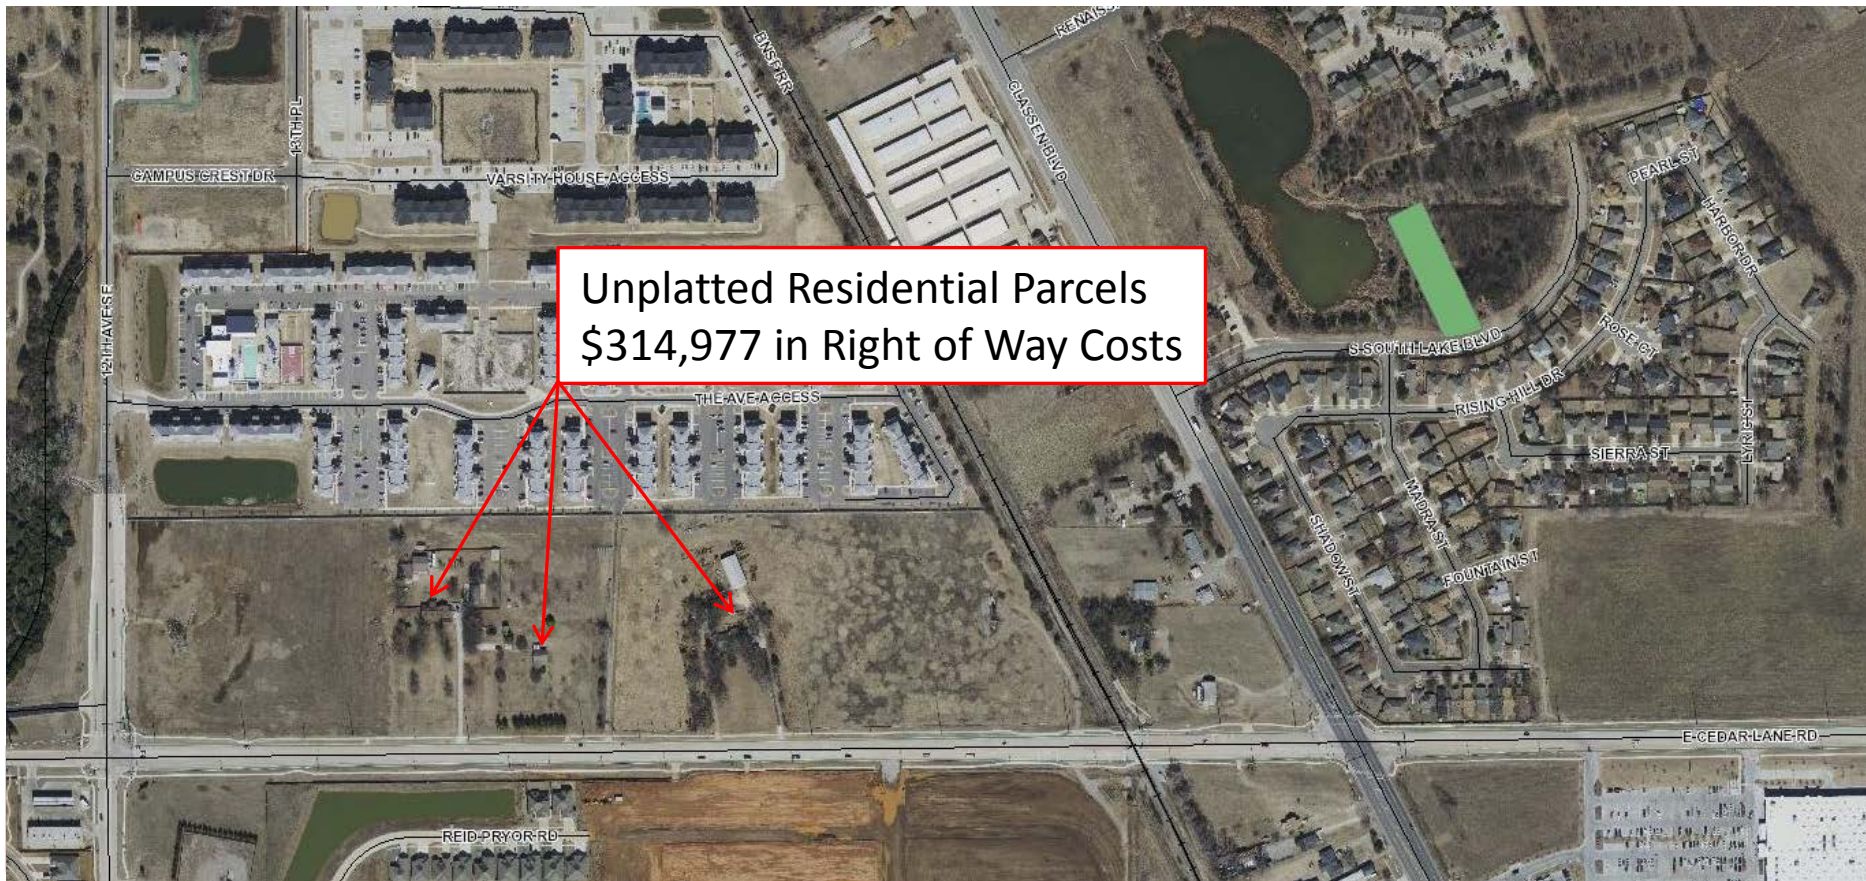 RENAISS
BNSF RR
CLASSEN BLVD
13TH PL
PEARL ST
CAMPUS CREST DR
VARSITY HOUSE ACCESS
HARBOR DR
Unplatted Residential Parcels
$314,977 in Right of Way Costs
12TH AVE SE
ROSE CT
S SOUTH LAKE BLVD
THE AVE ACCESS
RISING HILL DR
LYRIC ST
SIERRA ST
MADRA ST
SHADOW ST
FOUNTAIN ST
E CEDAR LANE RD
REID PRYOR RD